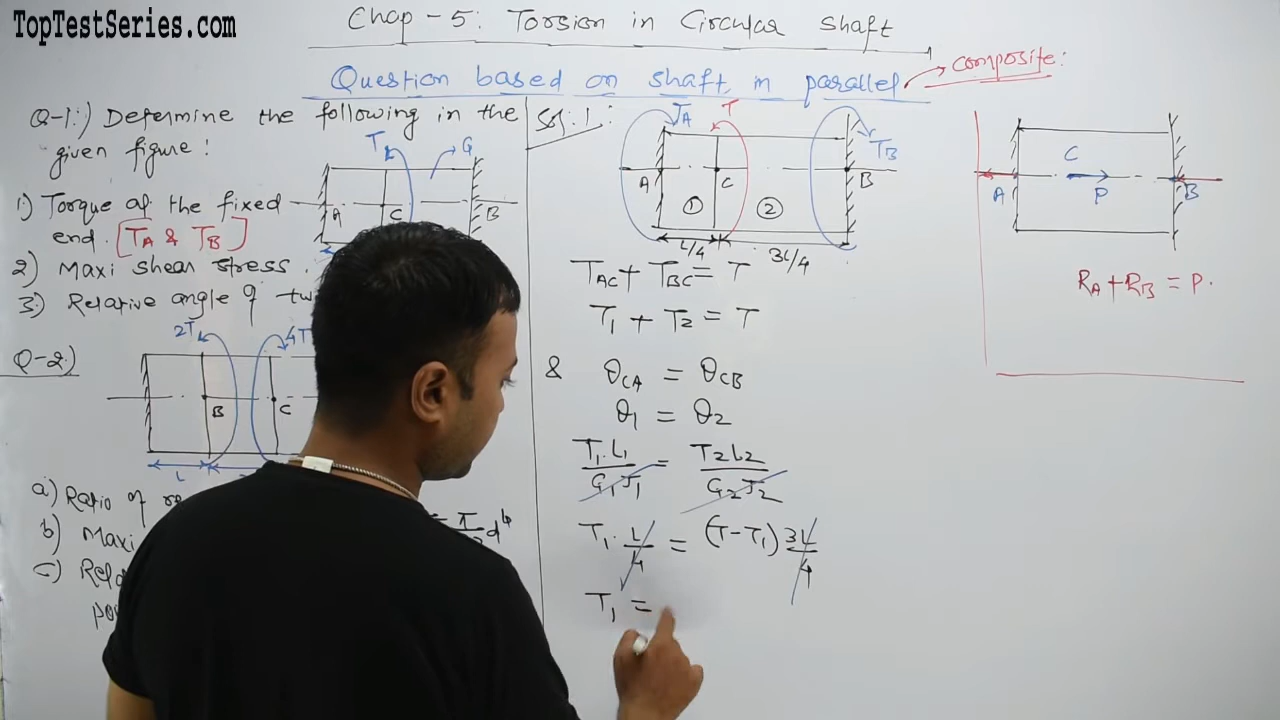 TopTestSeries.com
Chap - 5: Torsion in Circular shaft
Question based on shaft in parallel → composite:
Q-1:) Determine the following in the
given figure:
T G
A C B
1) Torque at the fixed
end. [TA & TB]
2) Maxi shear stress.
3) Relative angle of
Q-2)
2T 4T
B C
L
a) Ratio of
b) Maxi
c)
= π d⁴
Sol: 1:
TA T TB
A C B
① ②
L/4 3L/4
TAC + TBC = T
T1 + T2 = T
& θCA = θCB
θ1 = θ2
T1·L1/G1J1 = T2L2/G2J2
T1·L/4 = (T-T1)3L/4
T1 =
C
A P B
RA + RB = P.